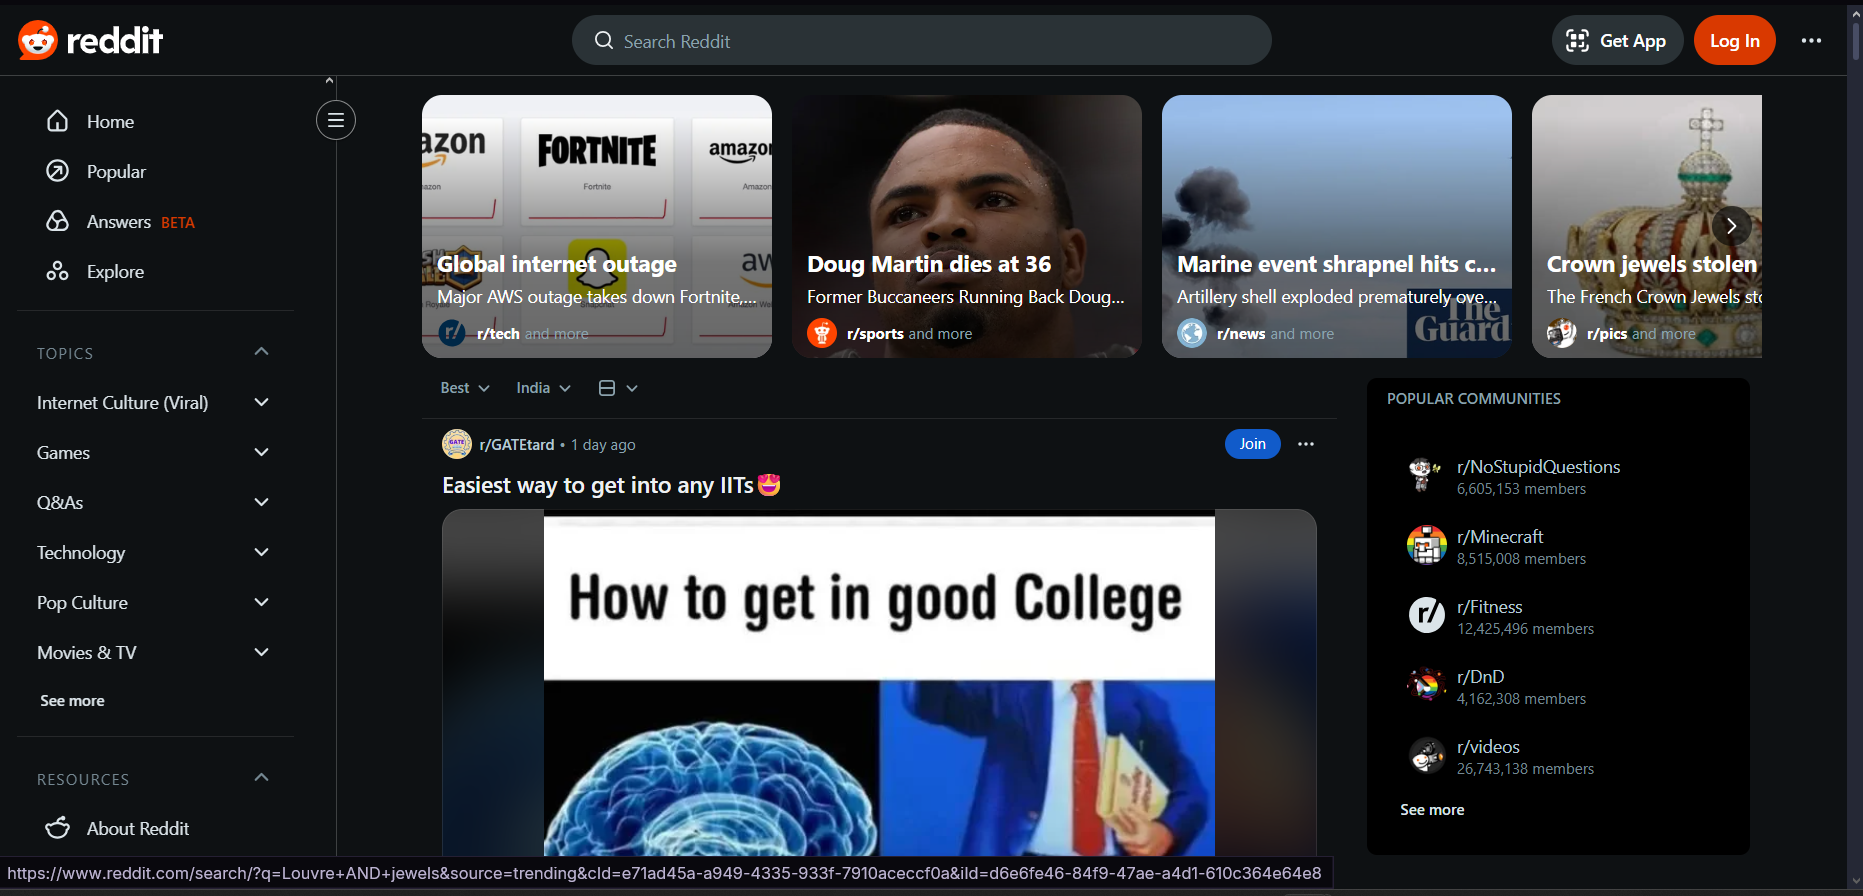 reddit
Search Reddit
Get App
Log In
Home
Popular
Answers BETA
Explore
TOPICS
Internet Culture (Viral)
Games
Q&As
Technology
Pop Culture
Movies & TV
See more
RESOURCES
About Reddit
azon
FORTNITE
Fortnite
amazon
Amazon
Global internet outage
Major AWS outage takes down Fortnite,...
r/tech and more
Doug Martin dies at 36
Former Buccaneers Running Back Doug...
r/sports and more
Marine event shrapnel hits c...
Artillery shell exploded prematurely ove...
The Guard
r/news and more
Crown jewels stolen
The French Crown Jewels sto
r/pics and more
Best
India
r/GATEtard • 1 day ago
Join
Easiest way to get into any IITs😍
How to get in good College
POPULAR COMMUNITIES
r/NoStupidQuestions
6,605,153 members
r/Minecraft
8,515,008 members
r/Fitness
12,425,496 members
r/DnD
4,162,308 members
r/videos
26,743,138 members
See more
https://www.reddit.com/search/?q=Louvre+AND+jewels&source=trending&cId=e71ad45a-a949-4335-933f-7910aceccf0a&iId=d6e6fe46-84f9-47ae-a4d1-610c364e64e8